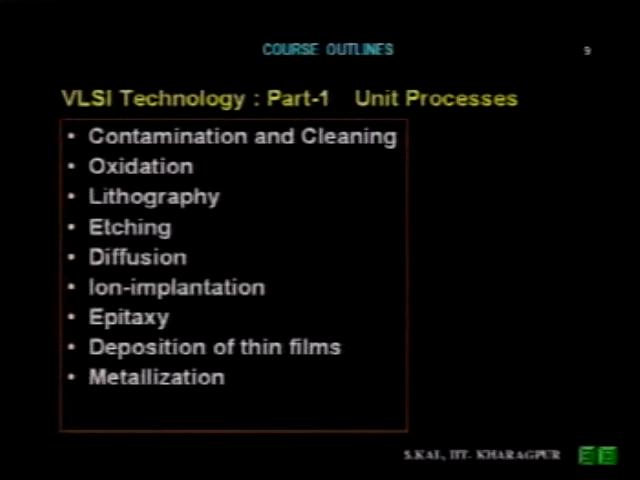 COURSE OUTLINES
9
VLSI Technology : Part-1 Unit Processes
• Contamination and Cleaning
• Oxidation
• Lithography
• Etching
• Diffusion
• Ion-implantation
• Epitaxy
• Deposition of thin films
• Metallization
S.KAL, IIT- KHARAGPUR